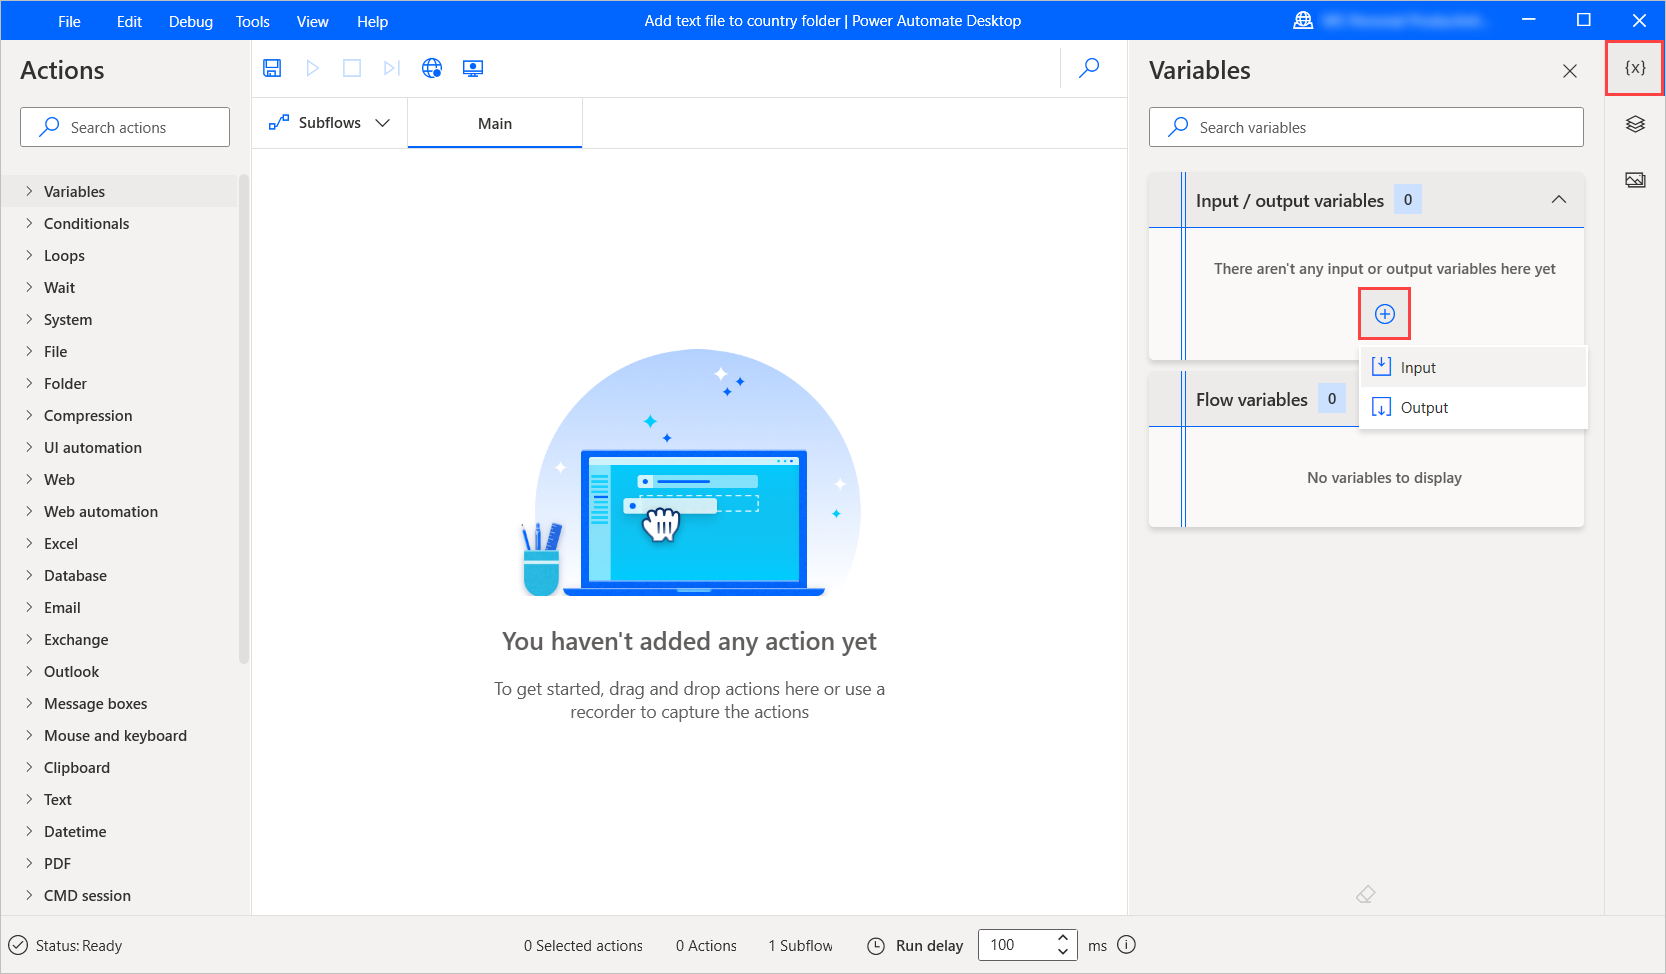 File Edit Debug Tools View Help
Add text file to country folder | Power Automate Desktop
Actions
Search actions
Variables
Conditionals
Loops
Wait
System
File
Folder
Compression
UI automation
Web
Web automation
Excel
Database
Email
Exchange
Outlook
Message boxes
Mouse and keyboard
Clipboard
Text
Datetime
PDF
CMD session
Subflows
Main
You haven't added any action yet
To get started, drag and drop actions here or use a
recorder to capture the actions
Variables
{x}
Search variables
Input / output variables 0
There aren't any input or output variables here yet
Input
Output
Flow variables 0
No variables to display
Status: Ready
0 Selected actions
0 Actions
1 Subflow
Run delay
100
ms